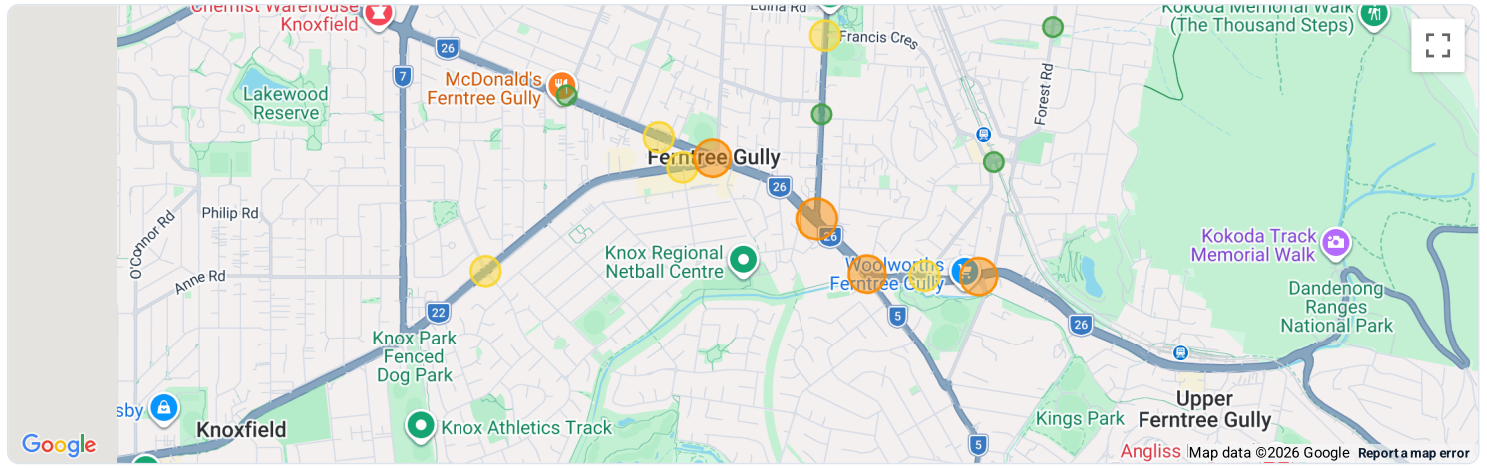 Chemist Warehouse
Knoxfield
Edina Rd
Kokoda Memorial Walk
(The Thousand Steps)
Francis Cres
26
7
McDonald's
Ferntree Gully
Lakewood
Reserve
Forest Rd
Ferntree Gully
26
Philip Rd
O'Connor Rd
26
Knox Regional
Netball Centre
Kokoda Track
Memorial Walk
Woolworths
Ferntree Gully
Anne Rd
Dandenong
Ranges
National Park
22
5
26
Knox Park
Fenced
Dog Park
Upper
Ferntree Gully
sby
Knoxfield
Knox Athletics Track
Kings Park
5
Google
Angliss
Map data ©2026 Google
Report a map error